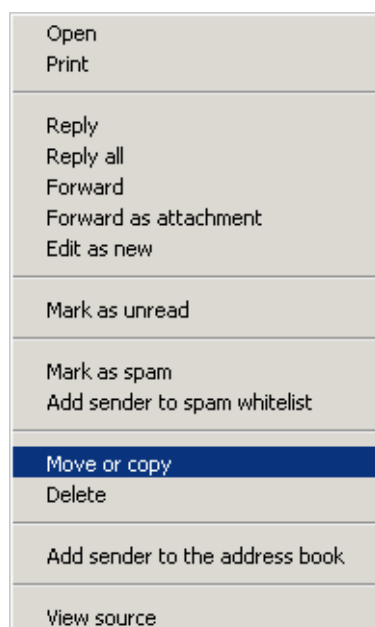 Open
Print
Reply
Reply all
Forward
Forward as attachment
Edit as new
Mark as unread
Mark as spam
Add sender to spam whitelist
Move or copy
Delete
Add sender to the address book
View source